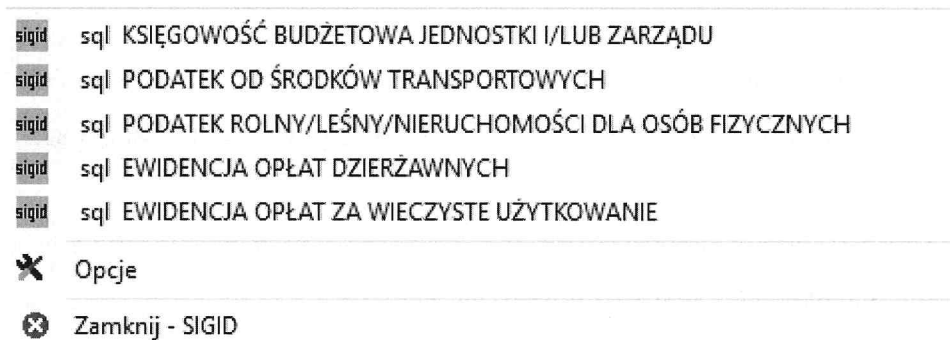 sigid sql KSIĘGOWOŚĆ BUDŻETOWA JEDNOSTKI I/LUB ZARZĄDU
sigid sql PODATEK OD ŚRODKÓW TRANSPORTOWYCH
sigid sql PODATEK ROLNY/LEŚNY/NIERUCHOMOŚCI DLA OSÓB FIZYCZNYCH
sigid sql EWIDENCJA OPŁAT DZIERŻAWNYCH
sigid sql EWIDENCJA OPŁAT ZA WIECZYSTE UŻYTKOWANIE
Opcje
Zamknij - SIGID